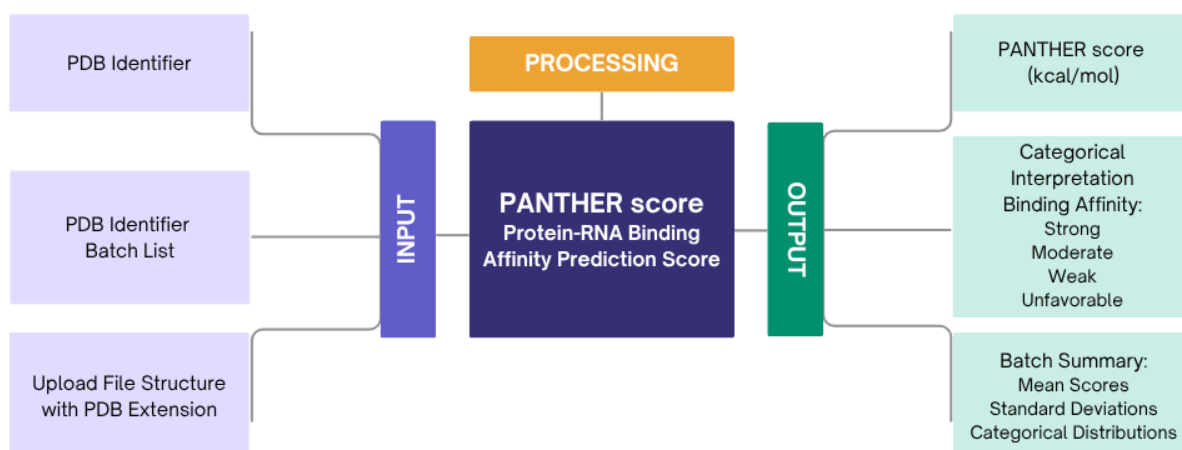 PDB Identifier
PDB Identifier
Batch List
Upload File Structure
with PDB Extension
INPUT
PROCESSING
PANTHER score
Protein-RNA Binding
Affinity Prediction Score
OUTPUT
PANTHER score
(kcal/mol)
Categorical
Interpretation
Binding Affinity:
Strong
Moderate
Weak
Unfavorable
Batch Summary:
Mean Scores
Standard Deviations
Categorical Distributions